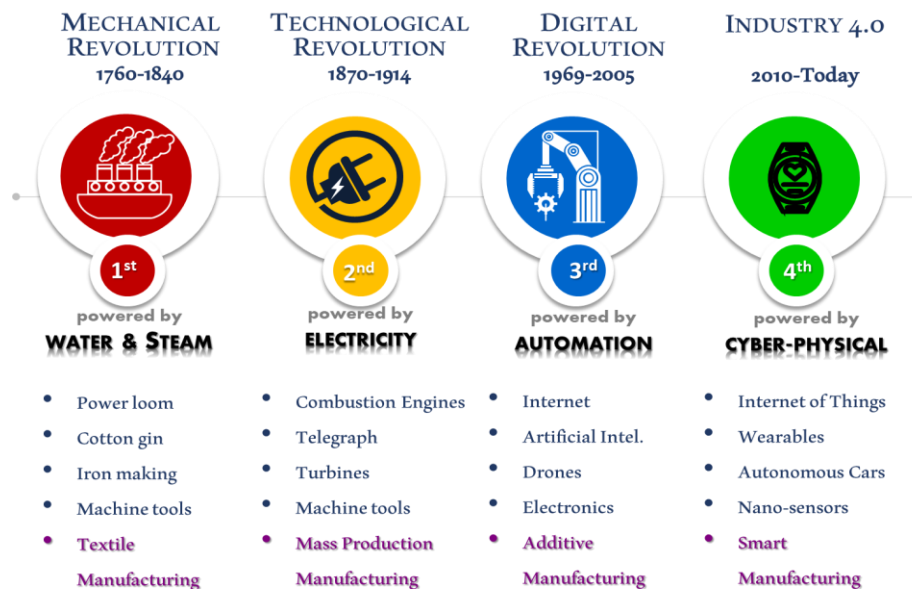 MECHANICAL
REVOLUTION
1760-1840
1st
powered by
WATER & STEAM
• Power loom
• Cotton gin
• Iron making
• Machine tools
• Textile
Manufacturing
TECHNOLOGICAL
REVOLUTION
1870-1914
2nd
powered by
ELECTRICITY
• Combustion Engines
• Telegraph
• Turbines
• Machine tools
• Mass Production
Manufacturing
DIGITAL
REVOLUTION
1969-2005
3rd
powered by
AUTOMATION
• Internet
• Artificial Intel.
• Drones
• Electronics
• Additive
Manufacturing
INDUSTRY 4.0
2010-Today
4th
powered by
CYBER-PHYSICAL
• Internet of Things
• Wearables
• Autonomous Cars
• Nano-sensors
• Smart
Manufacturing